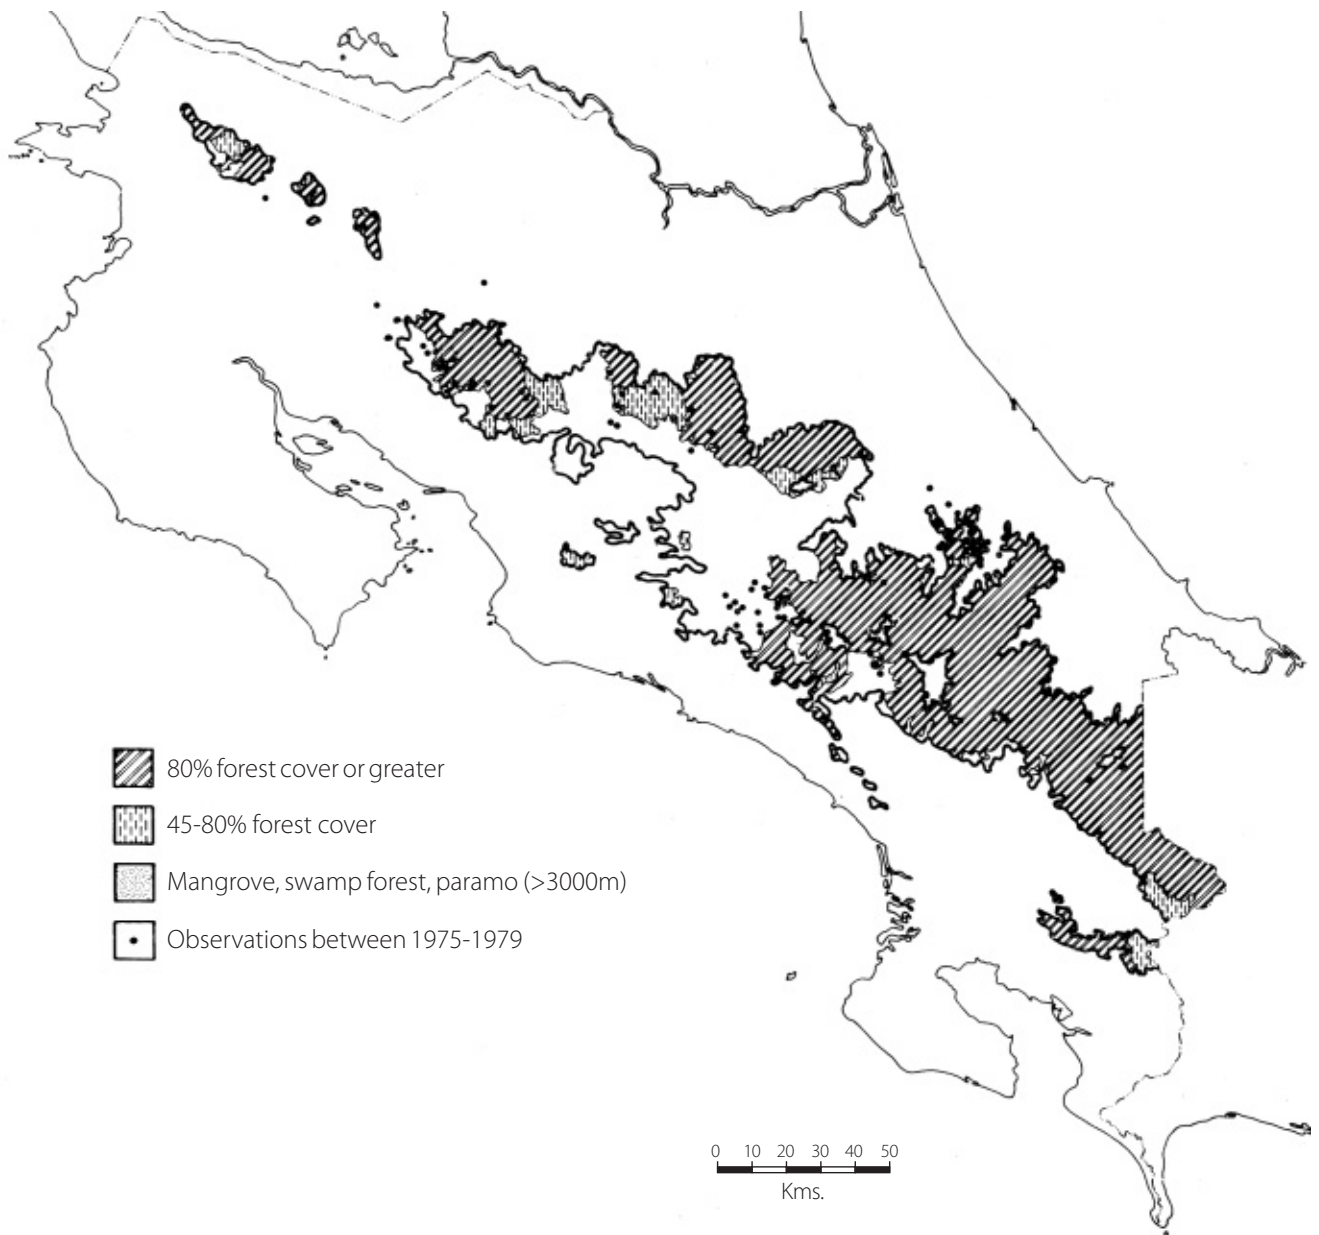 80% forest cover or greater
45-80% forest cover
Mangrove, swamp forest, paramo (>3000m)
Observations between 1975-1979
0 10 20 30 40 50
Kms.